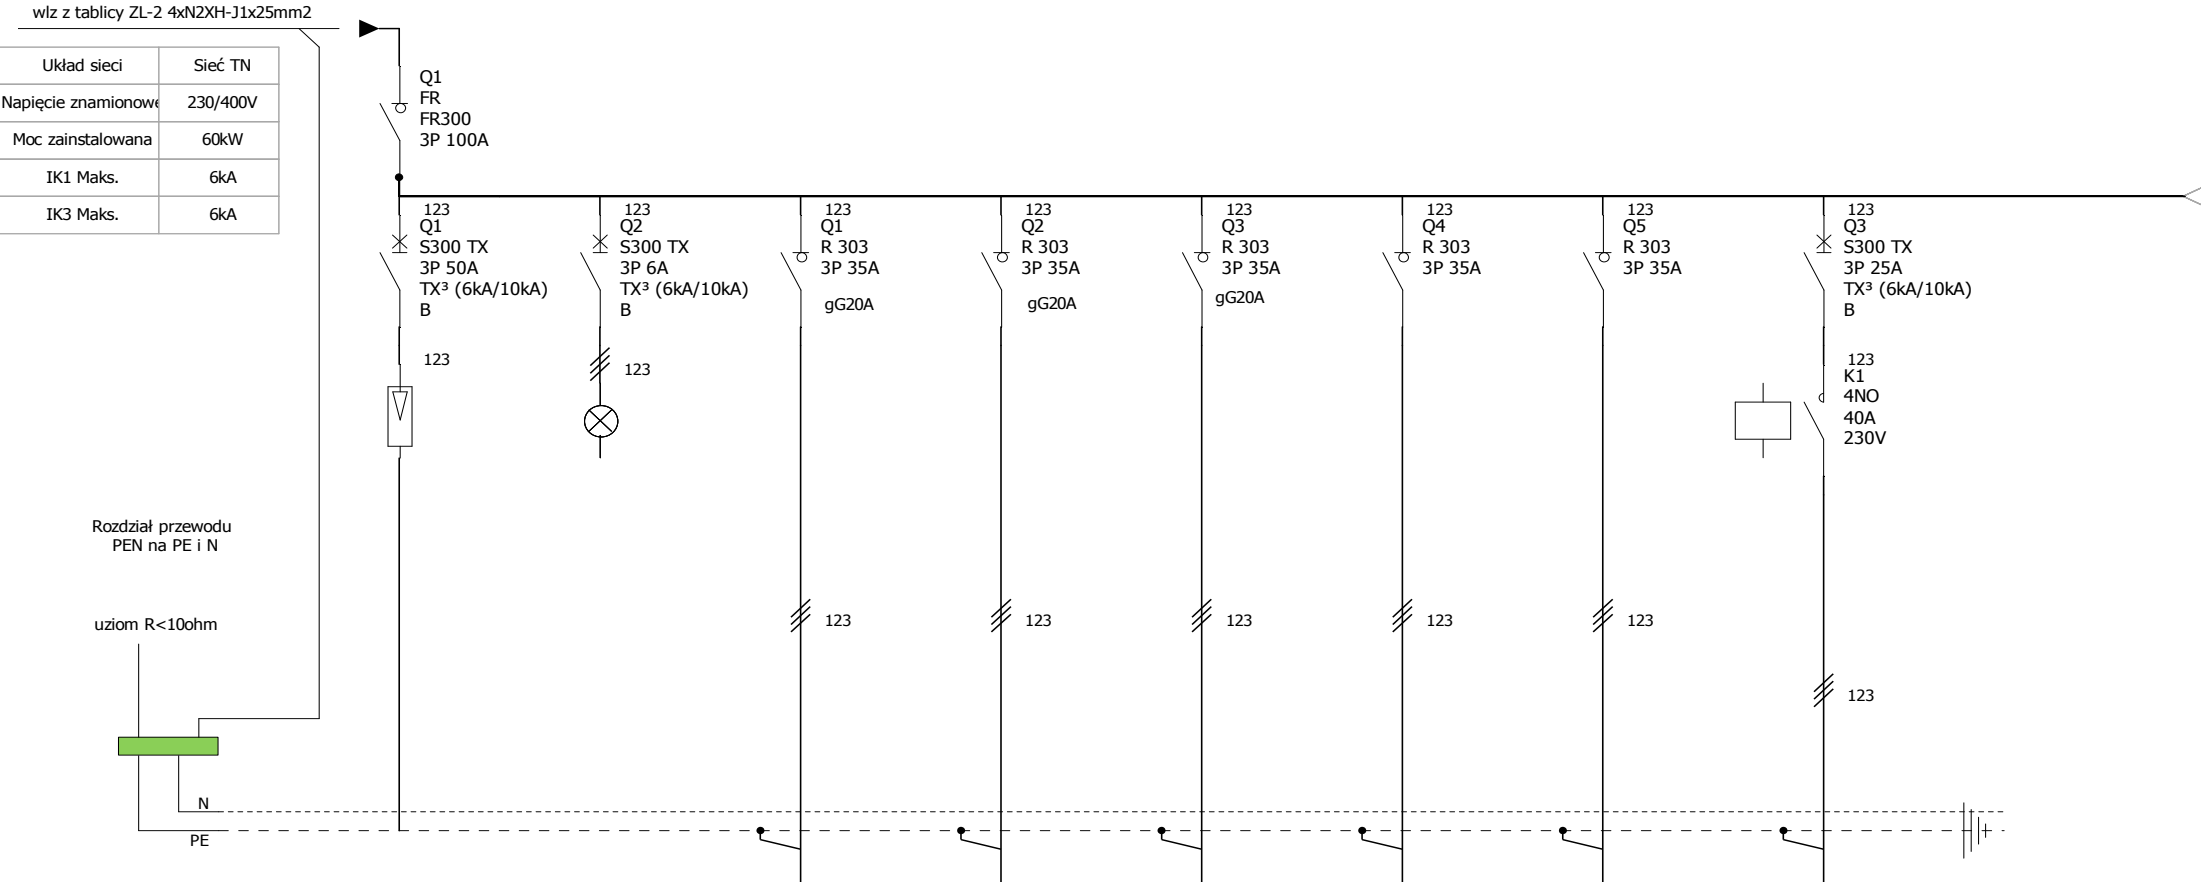 wlz z tablicy ZL-2 4xN2XH-J1x25mm2
Układ sieci Sieć TN
Napięcie znamionowe 230/400V
Moc zainstalowana 60kW
IK1 Maks. 6kA
IK3 Maks. 6kA
Q1
FR
FR300
3P 100A
123
Q1
S300 TX
3P 50A
TX³ (6kA/10kA)
B
123
123
Q2
S300 TX
3P 6A
TX³ (6kA/10kA)
B
123
123
Q1
R 303
3P 35A
gG20A
123
123
Q2
R 303
3P 35A
gG20A
123
123
Q3
R 303
3P 35A
gG20A
123
123
Q4
R 303
3P 35A
123
123
Q5
R 303
3P 35A
123
123
Q3
S300 TX
3P 25A
TX³ (6kA/10kA)
B
123
K1
4NO
40A
230V
123
Rozdział przewodu
PEN na PE i N
uziom R<10ohm
N
PE